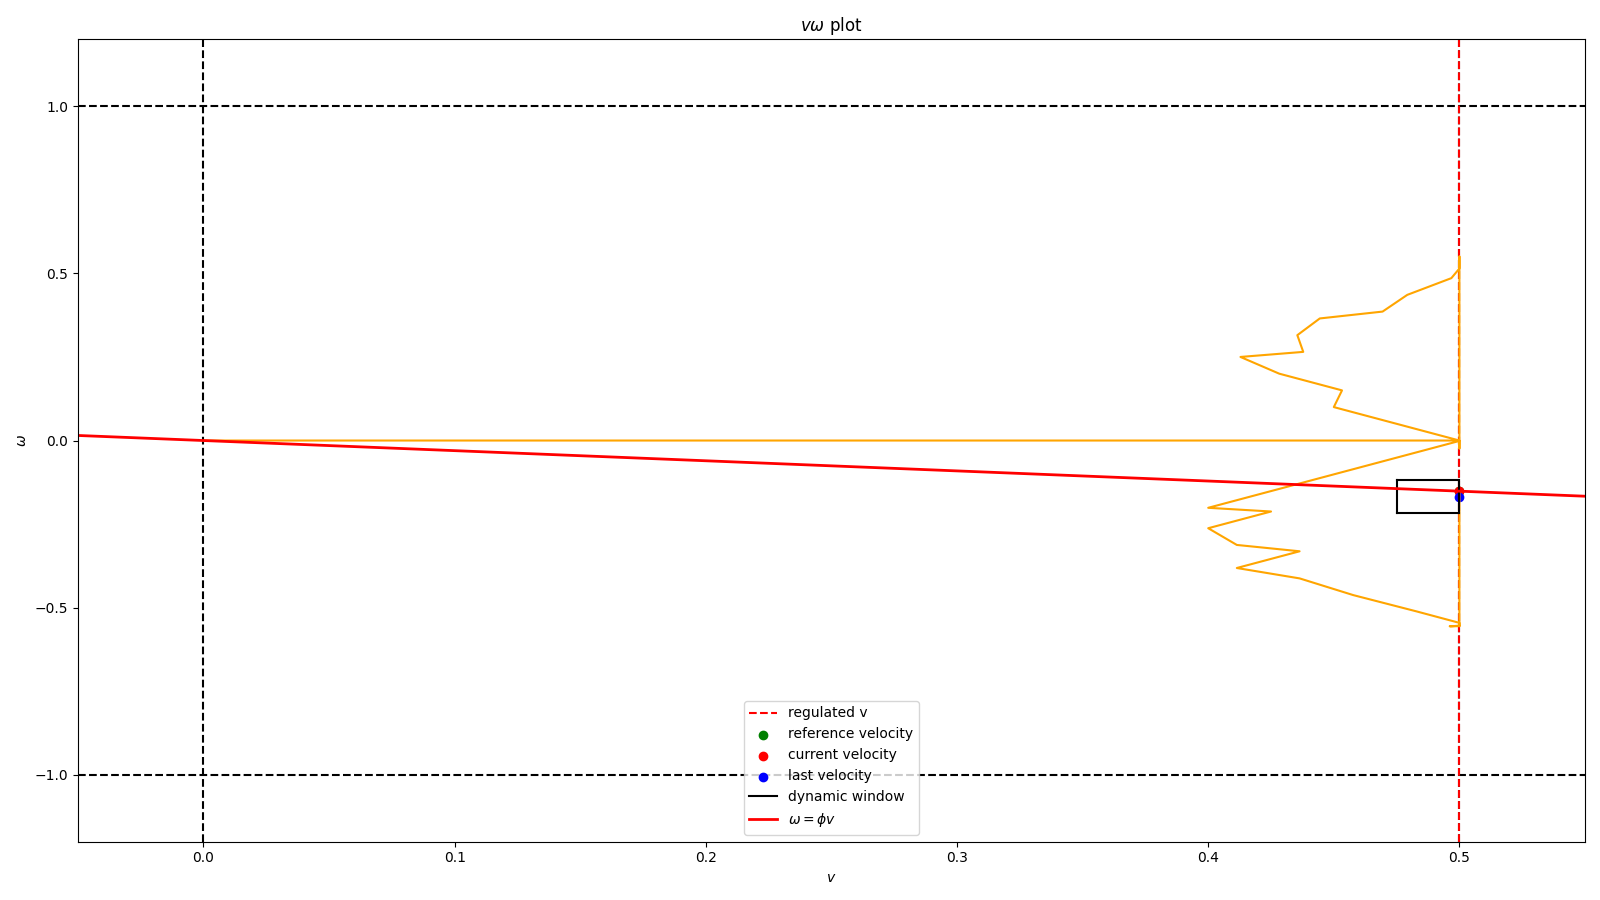 vω plot
1.0
0.5
0.0
−0.5
−1.0
ω
0.0 0.1 0.2 0.3 0.4 0.5
v
regulated v
reference velocity
current velocity
last velocity
dynamic window
ω = ϕv